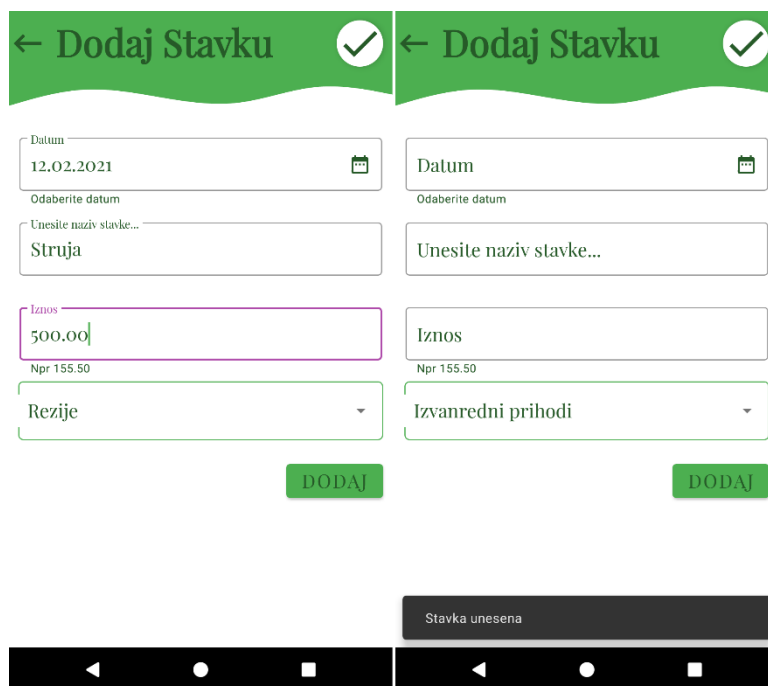 Dodaj Stavku
Datum
12.02.2021
Odaberite datum
Unesite naziv stavke...
Struja
Iznos
500.00
Npr 155.50
Rezije
DODAJ
Dodaj Stavku
Datum
Odaberite datum
Unesite naziv stavke...
Iznos
Npr 155.50
Izvanredni prihodi
DODAJ
Stavka unesena